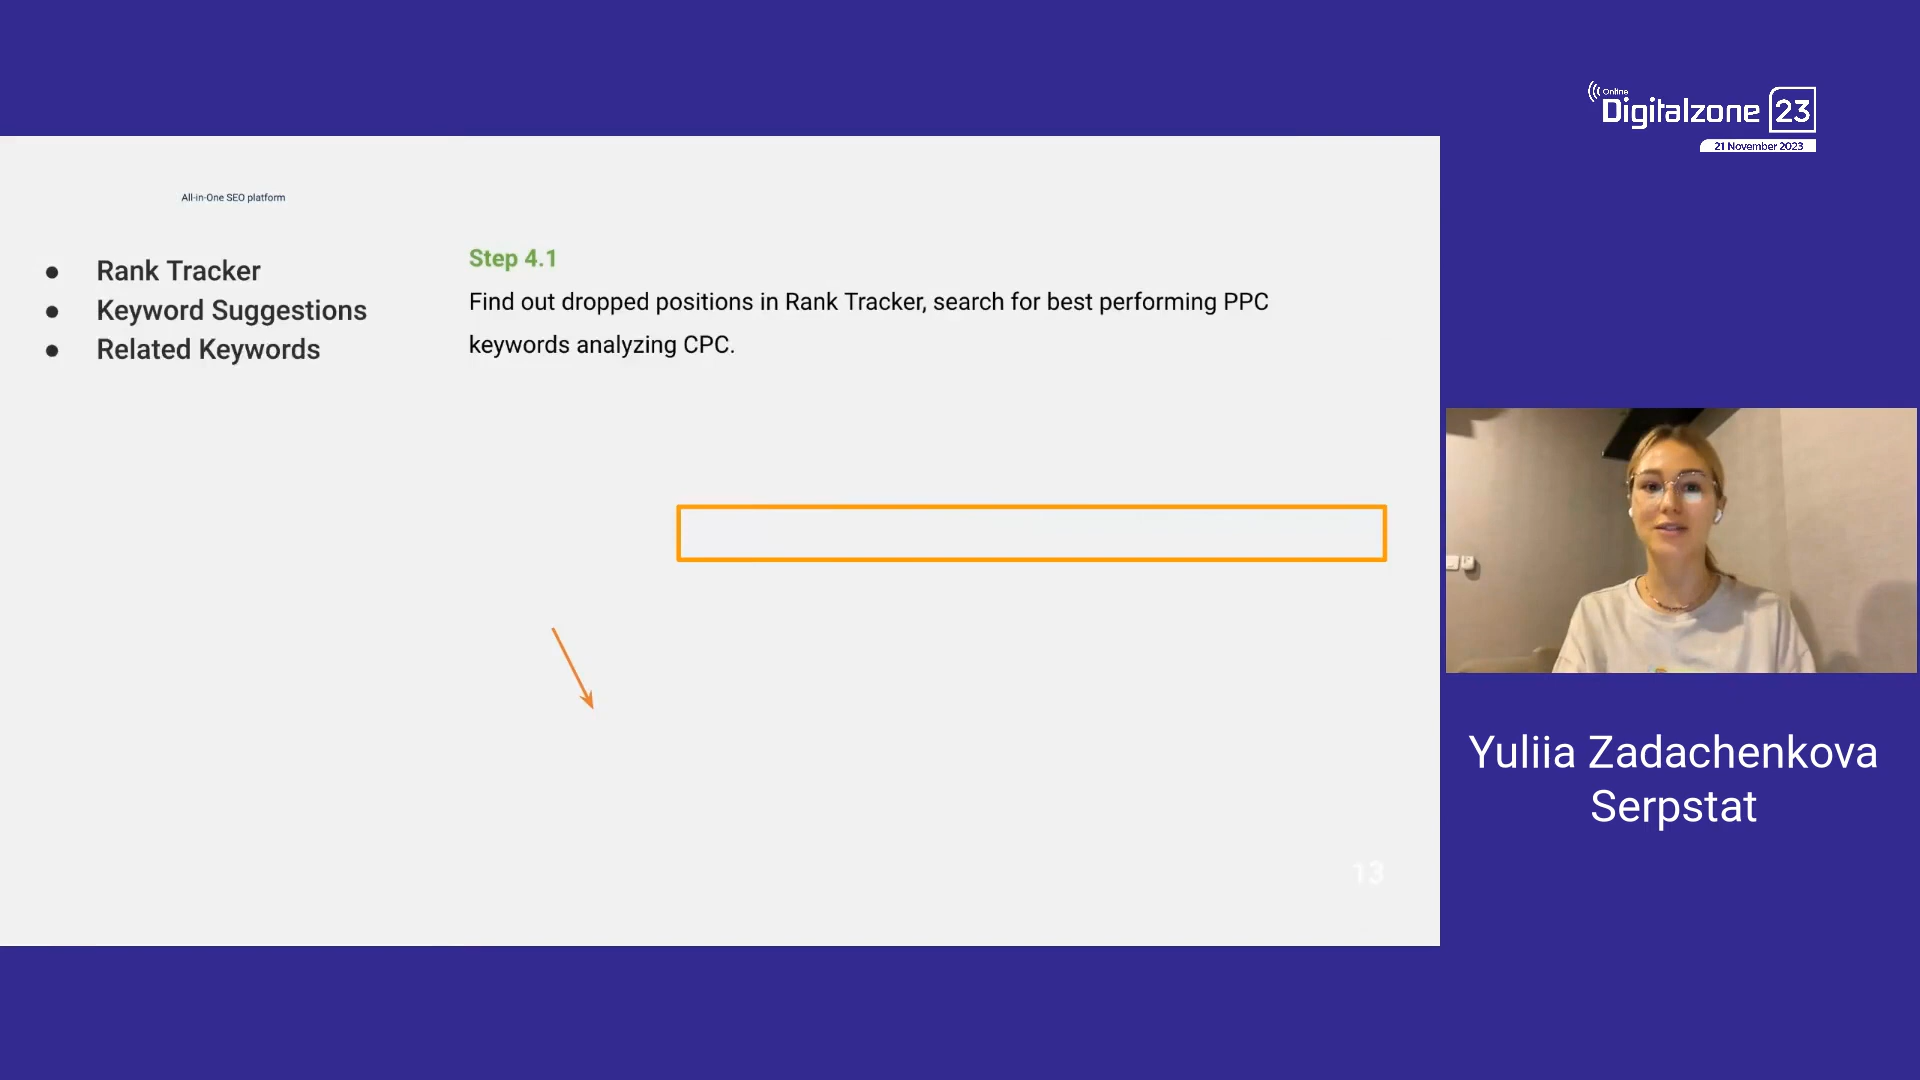 Online
Digitalzone 23
21 November 2023
All-in-One SEO platform
● Rank Tracker
● Keyword Suggestions
● Related Keywords
Step 4.1
Find out dropped positions in Rank Tracker, search for best performing PPC
keywords analyzing CPC.
13
Yuliia Zadachenkova
Serpstat